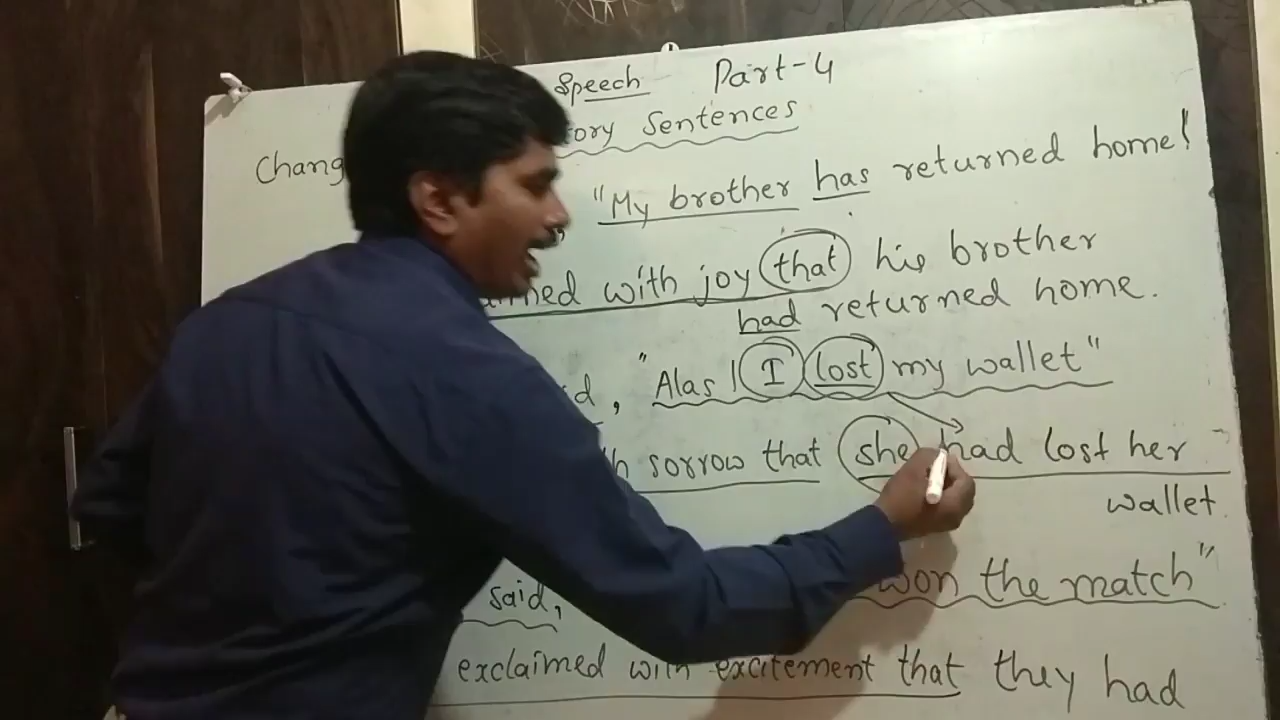 Speech Part-4
Sentences
"My brother has returned home!
with joy that his brother
had returned home.
, "Alas! I lost my wallet"
sorrow that she had lost her
wallet.
said, won the match"
exclaimed with excitement that they had